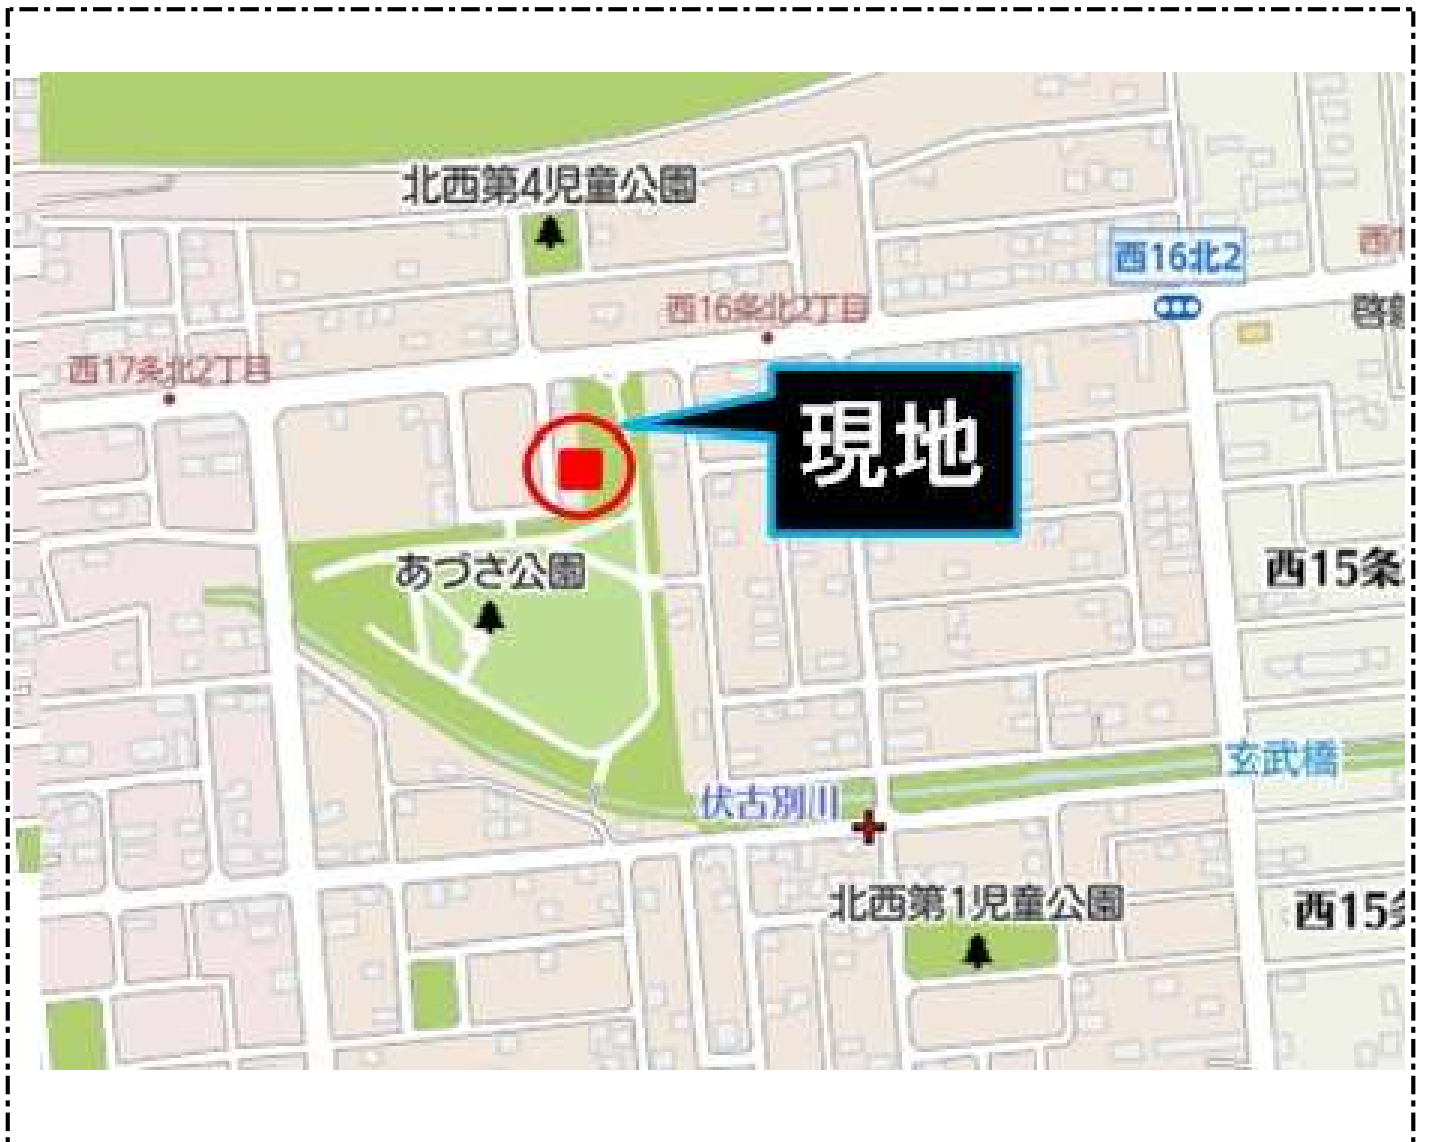 北西第4児童公園
西16北2
西16条北2丁目
西17条北2丁目
現地
あづさ公園
西15条
玄武橋
伏古別川
北西第1児童公園
西15